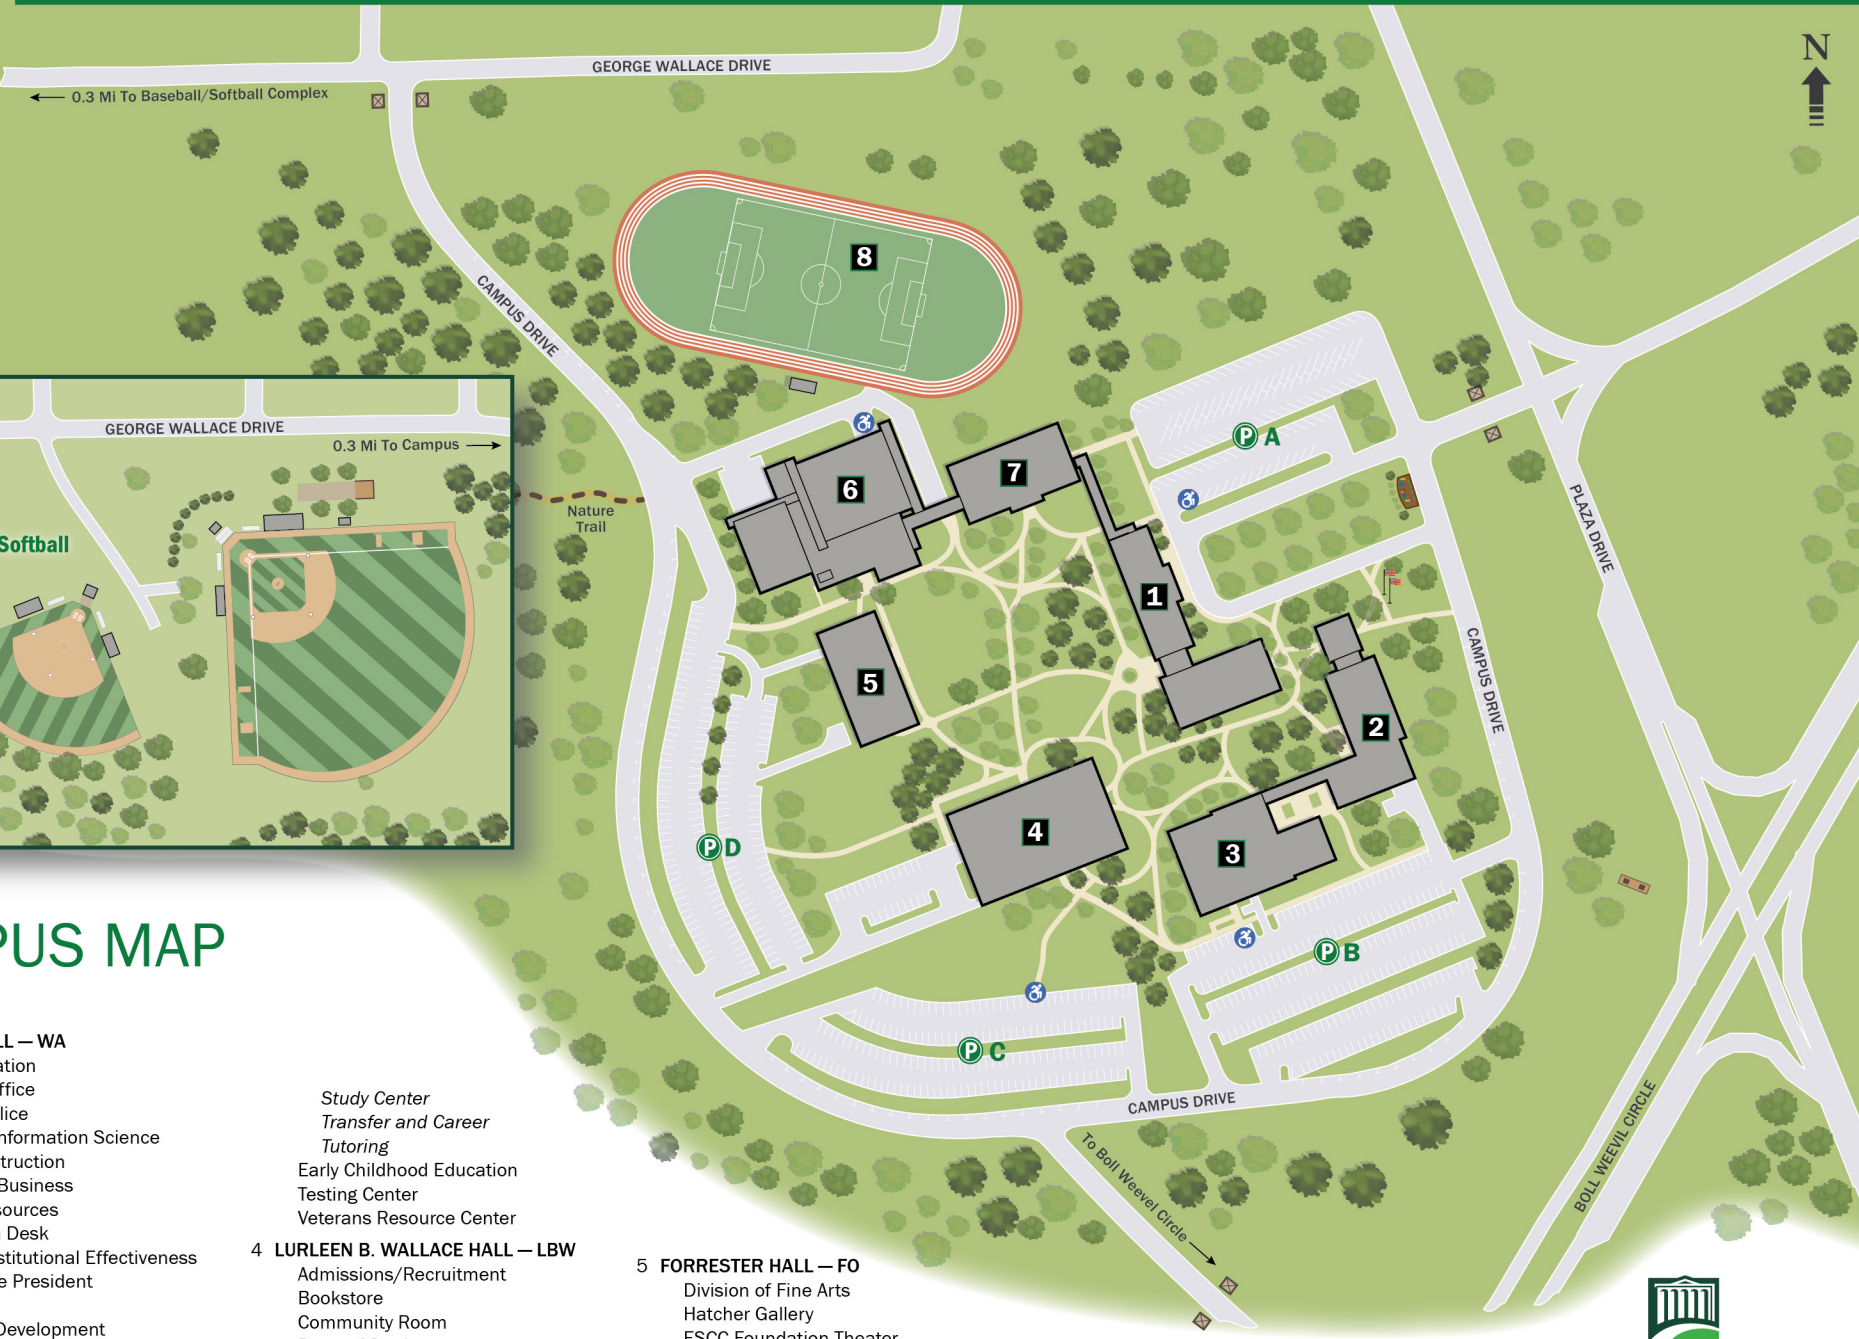 GEORGE WALLACE DRIVE
0.3 Mi To Baseball/Softball Complex
N
CAMPUS DRIVE
8
GEORGE WALLACE DRIVE
0.3 Mi To Campus
Softball
Nature
Trail
6
7
P A
1
PLAZA DRIVE
5
2
CAMPUS DRIVE
4
3
P D
P B
P C
CAMPUS DRIVE
To Boll Weevel Circle
BOLL WEEVIL CIRCLE
PUS MAP
LL — WA
ation
ffice
lice
nformation Science
truction
Business
sources
Desk
stitutional Effectiveness
e President
Development
Study Center
Transfer and Career
Tutoring
Early Childhood Education
Testing Center
Veterans Resource Center
4 LURLEEN B. WALLACE HALL — LBW
Admissions/Recruitment
Bookstore
Community Room
5 FORRESTER HALL — FO
Division of Fine Arts
Hatcher Gallery
ESCC Foundation Theater